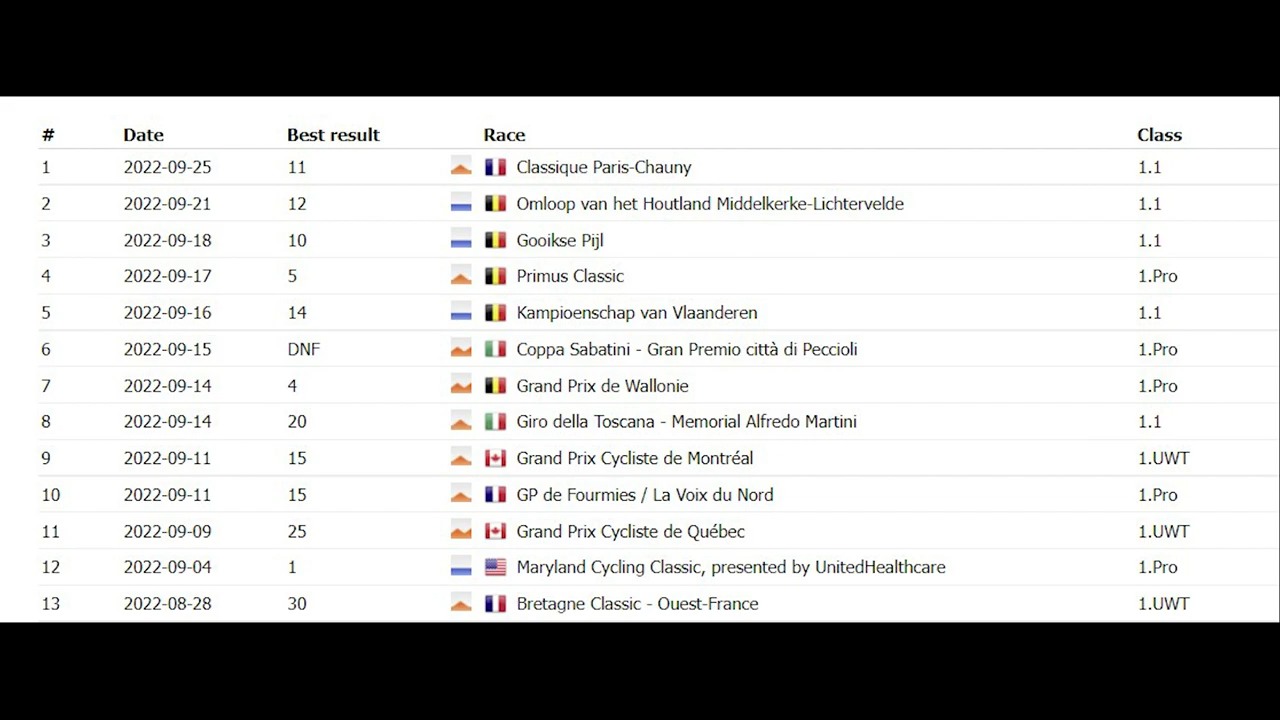 # Date Best result Race Class
1 2022-09-25 11 Classique Paris-Chauny 1.1
2 2022-09-21 12 Omloop van het Houtland Middelkerke-Lichtervelde 1.1
3 2022-09-18 10 Gooikse Pijl 1.1
4 2022-09-17 5 Primus Classic 1.Pro
5 2022-09-16 14 Kampioenschap van Vlaanderen 1.1
6 2022-09-15 DNF Coppa Sabatini - Gran Premio città di Peccioli 1.Pro
7 2022-09-14 4 Grand Prix de Wallonie 1.Pro
8 2022-09-14 20 Giro della Toscana - Memorial Alfredo Martini 1.1
9 2022-09-11 15 Grand Prix Cycliste de Montréal 1.UWT
10 2022-09-11 15 GP de Fourmies / La Voix du Nord 1.Pro
11 2022-09-09 25 Grand Prix Cycliste de Québec 1.UWT
12 2022-09-04 1 Maryland Cycling Classic, presented by UnitedHealthcare 1.Pro
13 2022-08-28 30 Bretagne Classic - Ouest-France 1.UWT